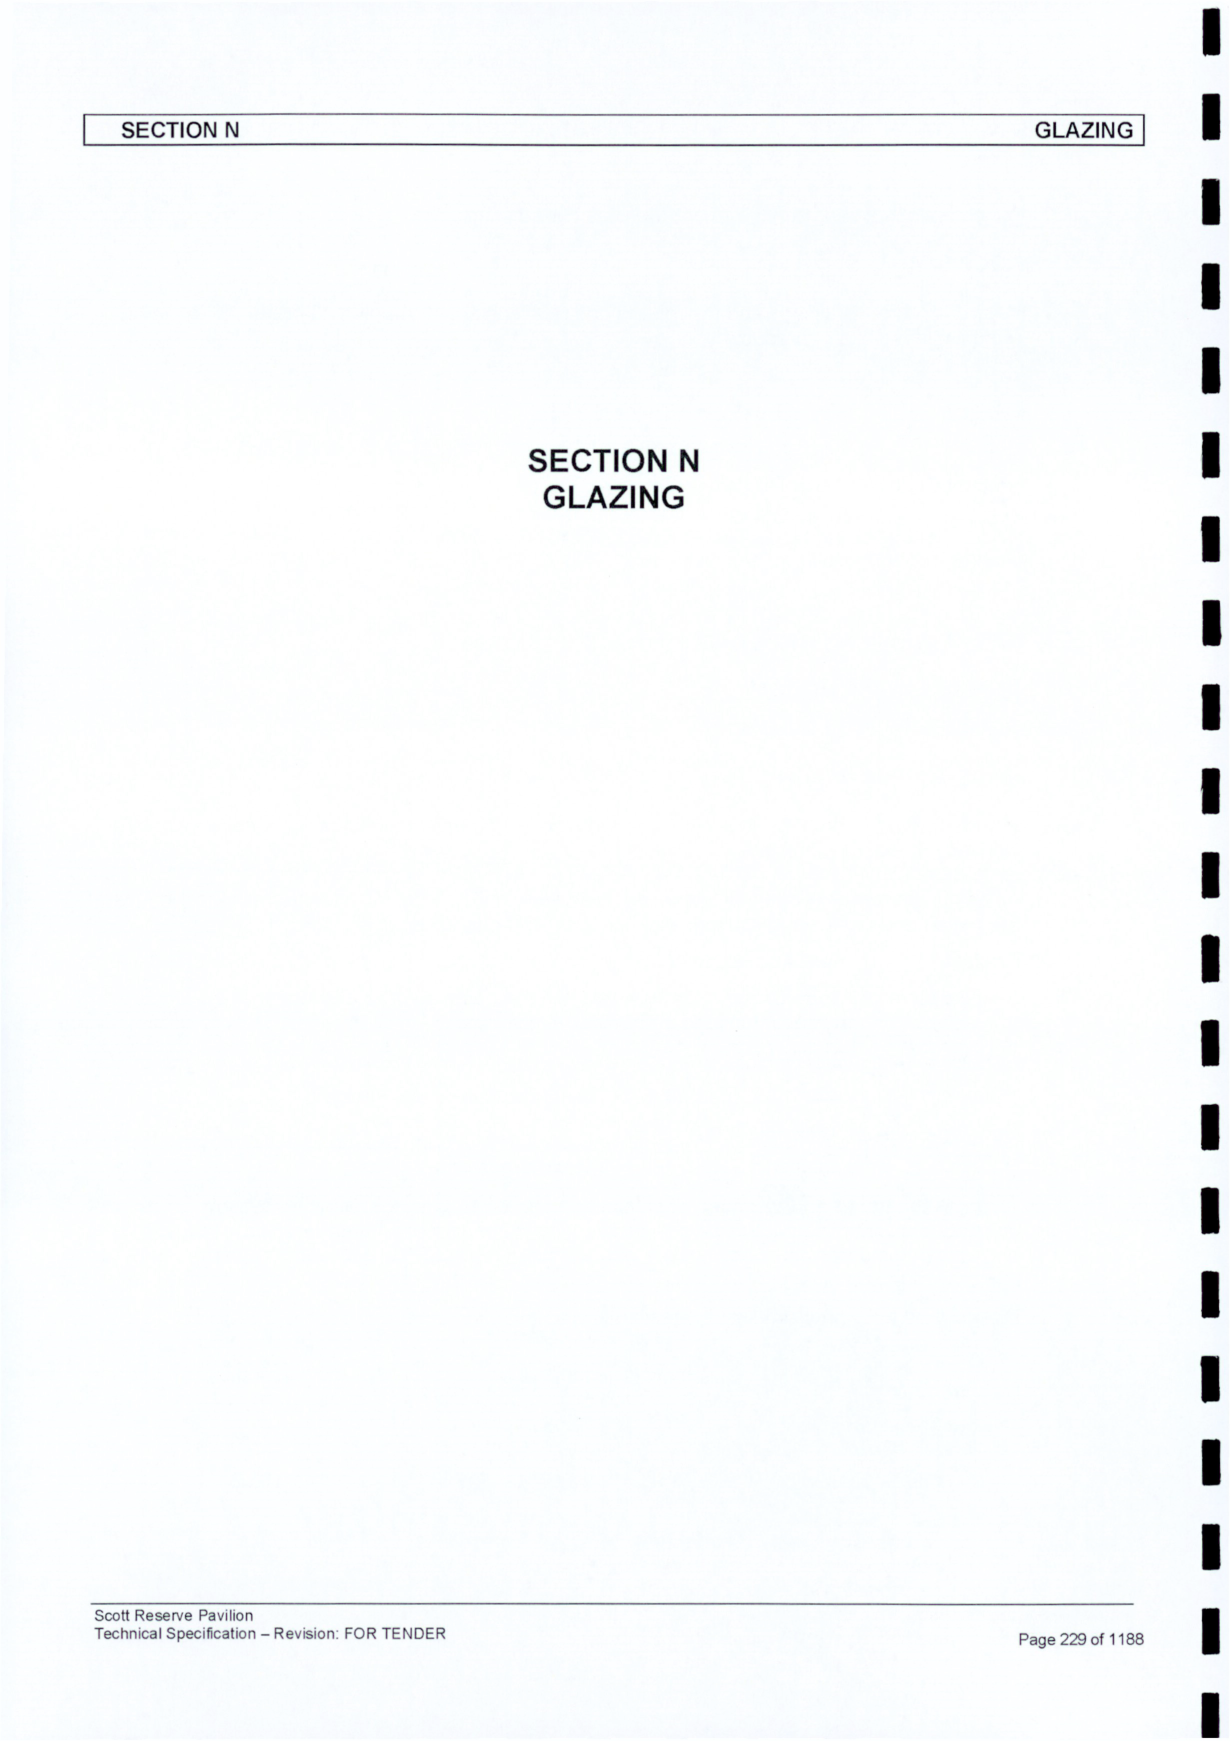 SECTION N GLAZING
SECTION N
GLAZING
Scott Reserve Pavilion
Technical Specification – Revision: FOR TENDER
Page 229 of 1188